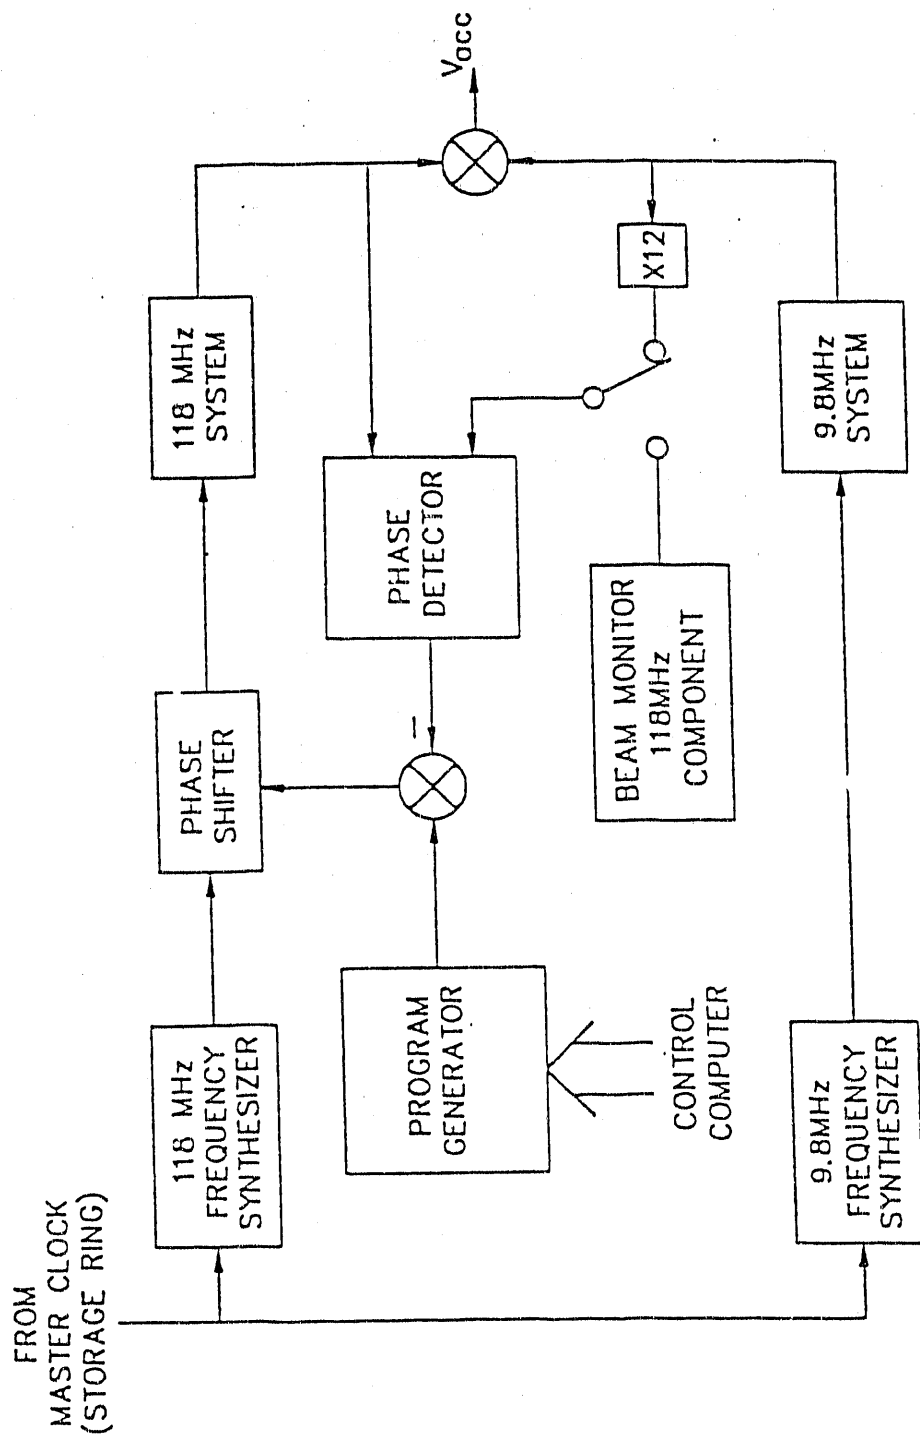 FROM
MASTER CLOCK
(STORAGE RING)
118 MHz
FREQUENCY
SYNTHESIZER
PHASE
SHIFTER
118 MHz
SYSTEM
PROGRAM
GENERATOR
CONTROL
COMPUTER
–
PHASE
DETECTOR
BEAM MONITOR
118MHz
COMPONENT
X12
Vacc
9.8MHz
FREQUENCY
SYNTHESIZER
9.8MHz
SYSTEM